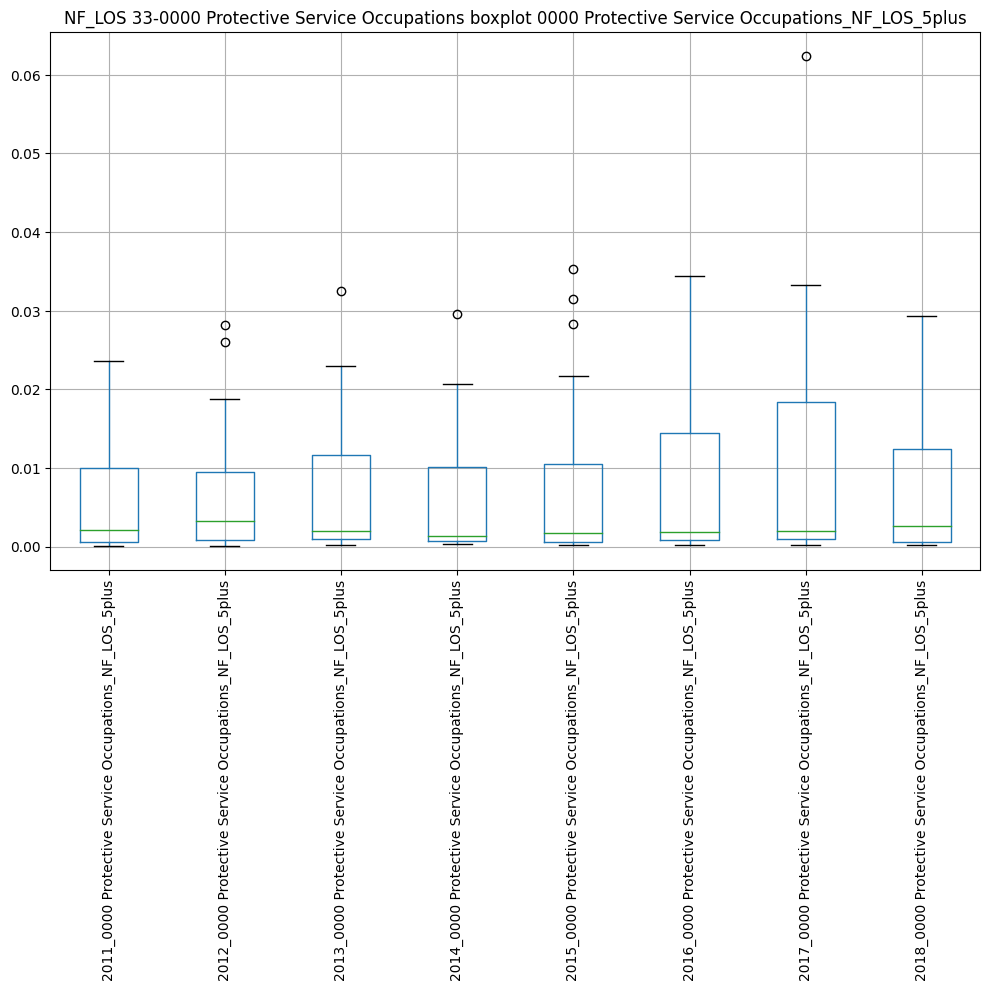 NF_LOS 33-0000 Protective Service Occupations boxplot 0000 Protective Service Occupations_NF_LOS_5plus
0.06
0.05
0.04
0.03
0.02
0.01
0.00
2011_0000 Protective Service Occupations_NF_LOS_5plus
2012_0000 Protective Service Occupations_NF_LOS_5plus
2013_0000 Protective Service Occupations_NF_LOS_5plus
2014_0000 Protective Service Occupations_NF_LOS_5plus
2015_0000 Protective Service Occupations_NF_LOS_5plus
2016_0000 Protective Service Occupations_NF_LOS_5plus
2017_0000 Protective Service Occupations_NF_LOS_5plus
2018_0000 Protective Service Occupations_NF_LOS_5plus